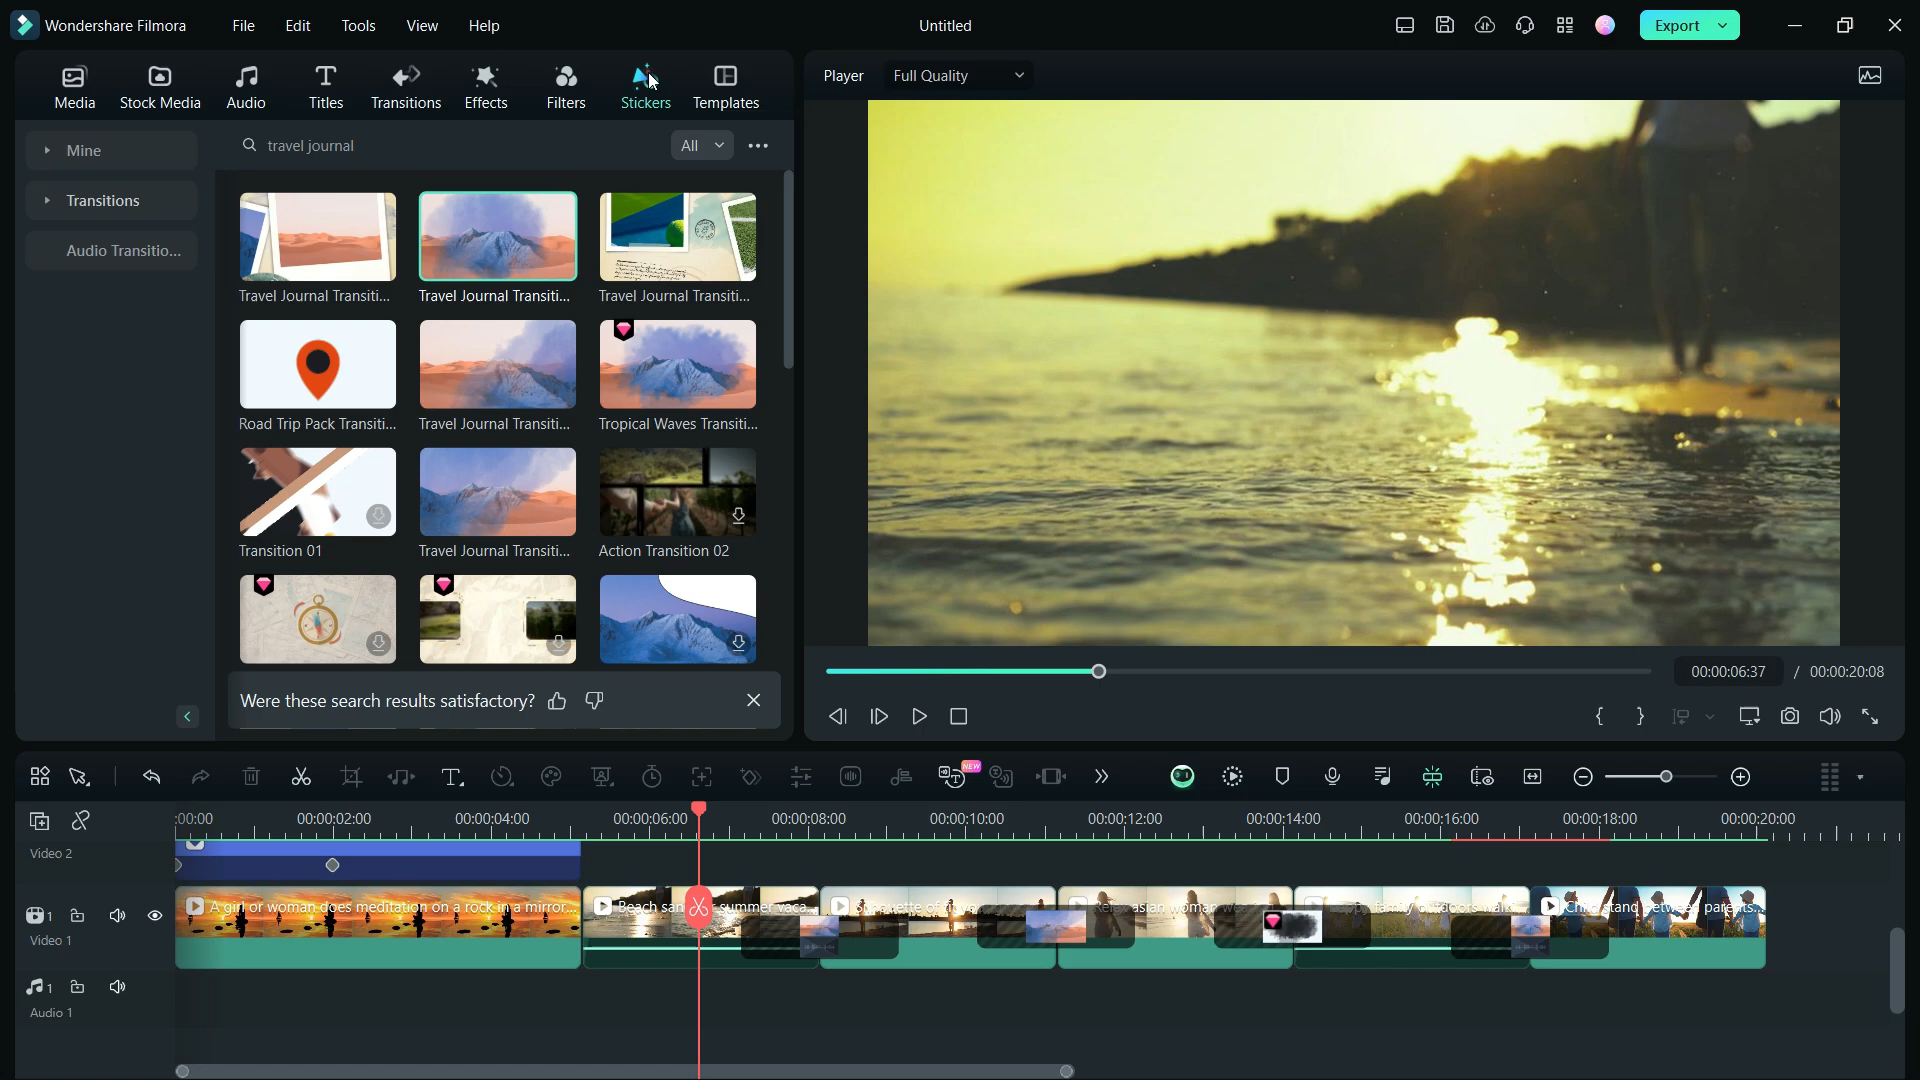 Wondershare Filmora
File
Edit
Tools
View
Help
Untitled
Export
Media
Stock Media
Audio
Titles
Transitions
Effects
Filters
Stickers
Templates
Player
Full Quality
Mine
Transitions
Audio Transitio...
travel journal
All
Travel Journal Transiti...
Travel Journal Transiti...
Travel Journal Transiti...
Road Trip Pack Transiti...
Travel Journal Transiti...
Tropical Waves Transiti...
Transition 01
Travel Journal Transiti...
Action Transition 02
Were these search results satisfactory?
00:00:06:37 / 00:00:20:08
NEW
:00:00
00:00:02:00
00:00:04:00
00:00:06:00
00:00:08:00
00:00:10:00
00:00:12:00
00:00:14:00
00:00:16:00
00:00:18:00
00:00:20:00
Video 2
1
Video 1
A girl or woman does meditation on a rock in a mirror...
Beach san
summer vaca...
1
Audio 1